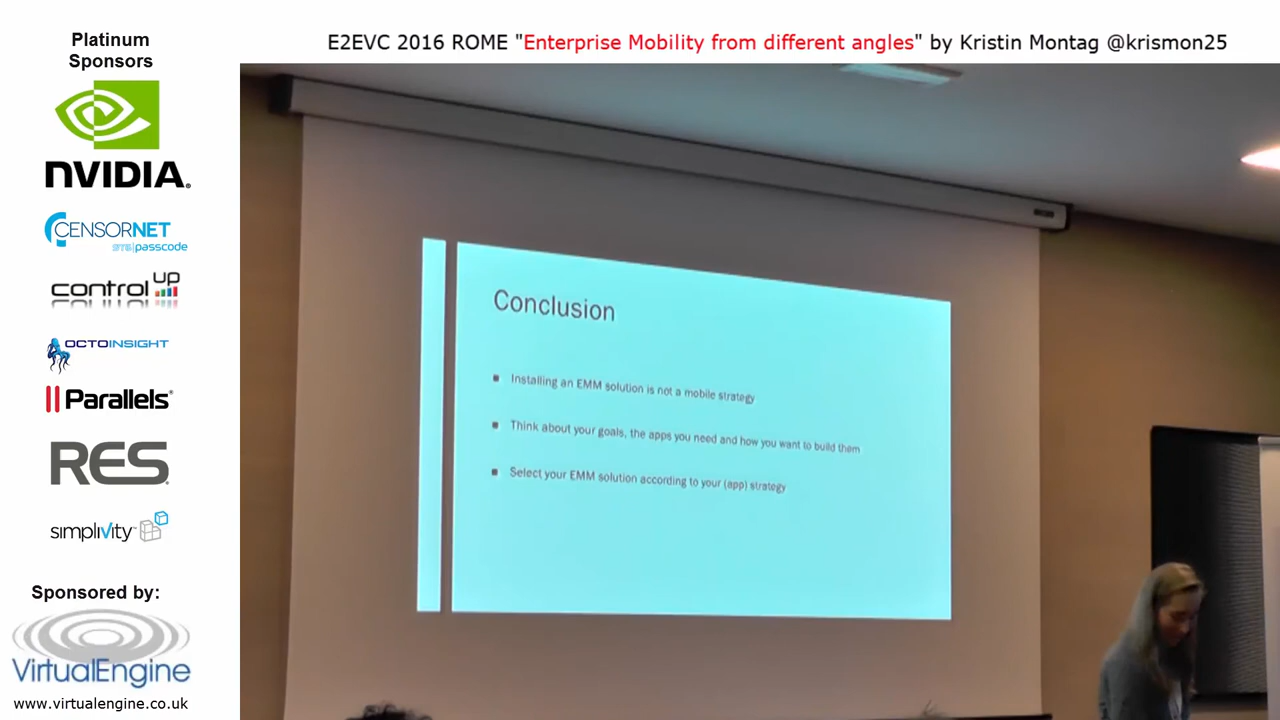 Platinum
Sponsors
NVIDIA.
CENSORNET
SMS|passcode
control up
OCTOINSIGHT
Parallels
RES
simplivity
Sponsored by:
VirtualEngine
www.virtualengine.co.uk
E2EVC 2016 ROME "Enterprise Mobility from different angles" by Kristin Montag @krismon25
Conclusion
Installing an EMM solution is not a mobile strategy
Think about your goals, the apps you need and how you want to build them
Select your EMM solution according to your (app) strategy